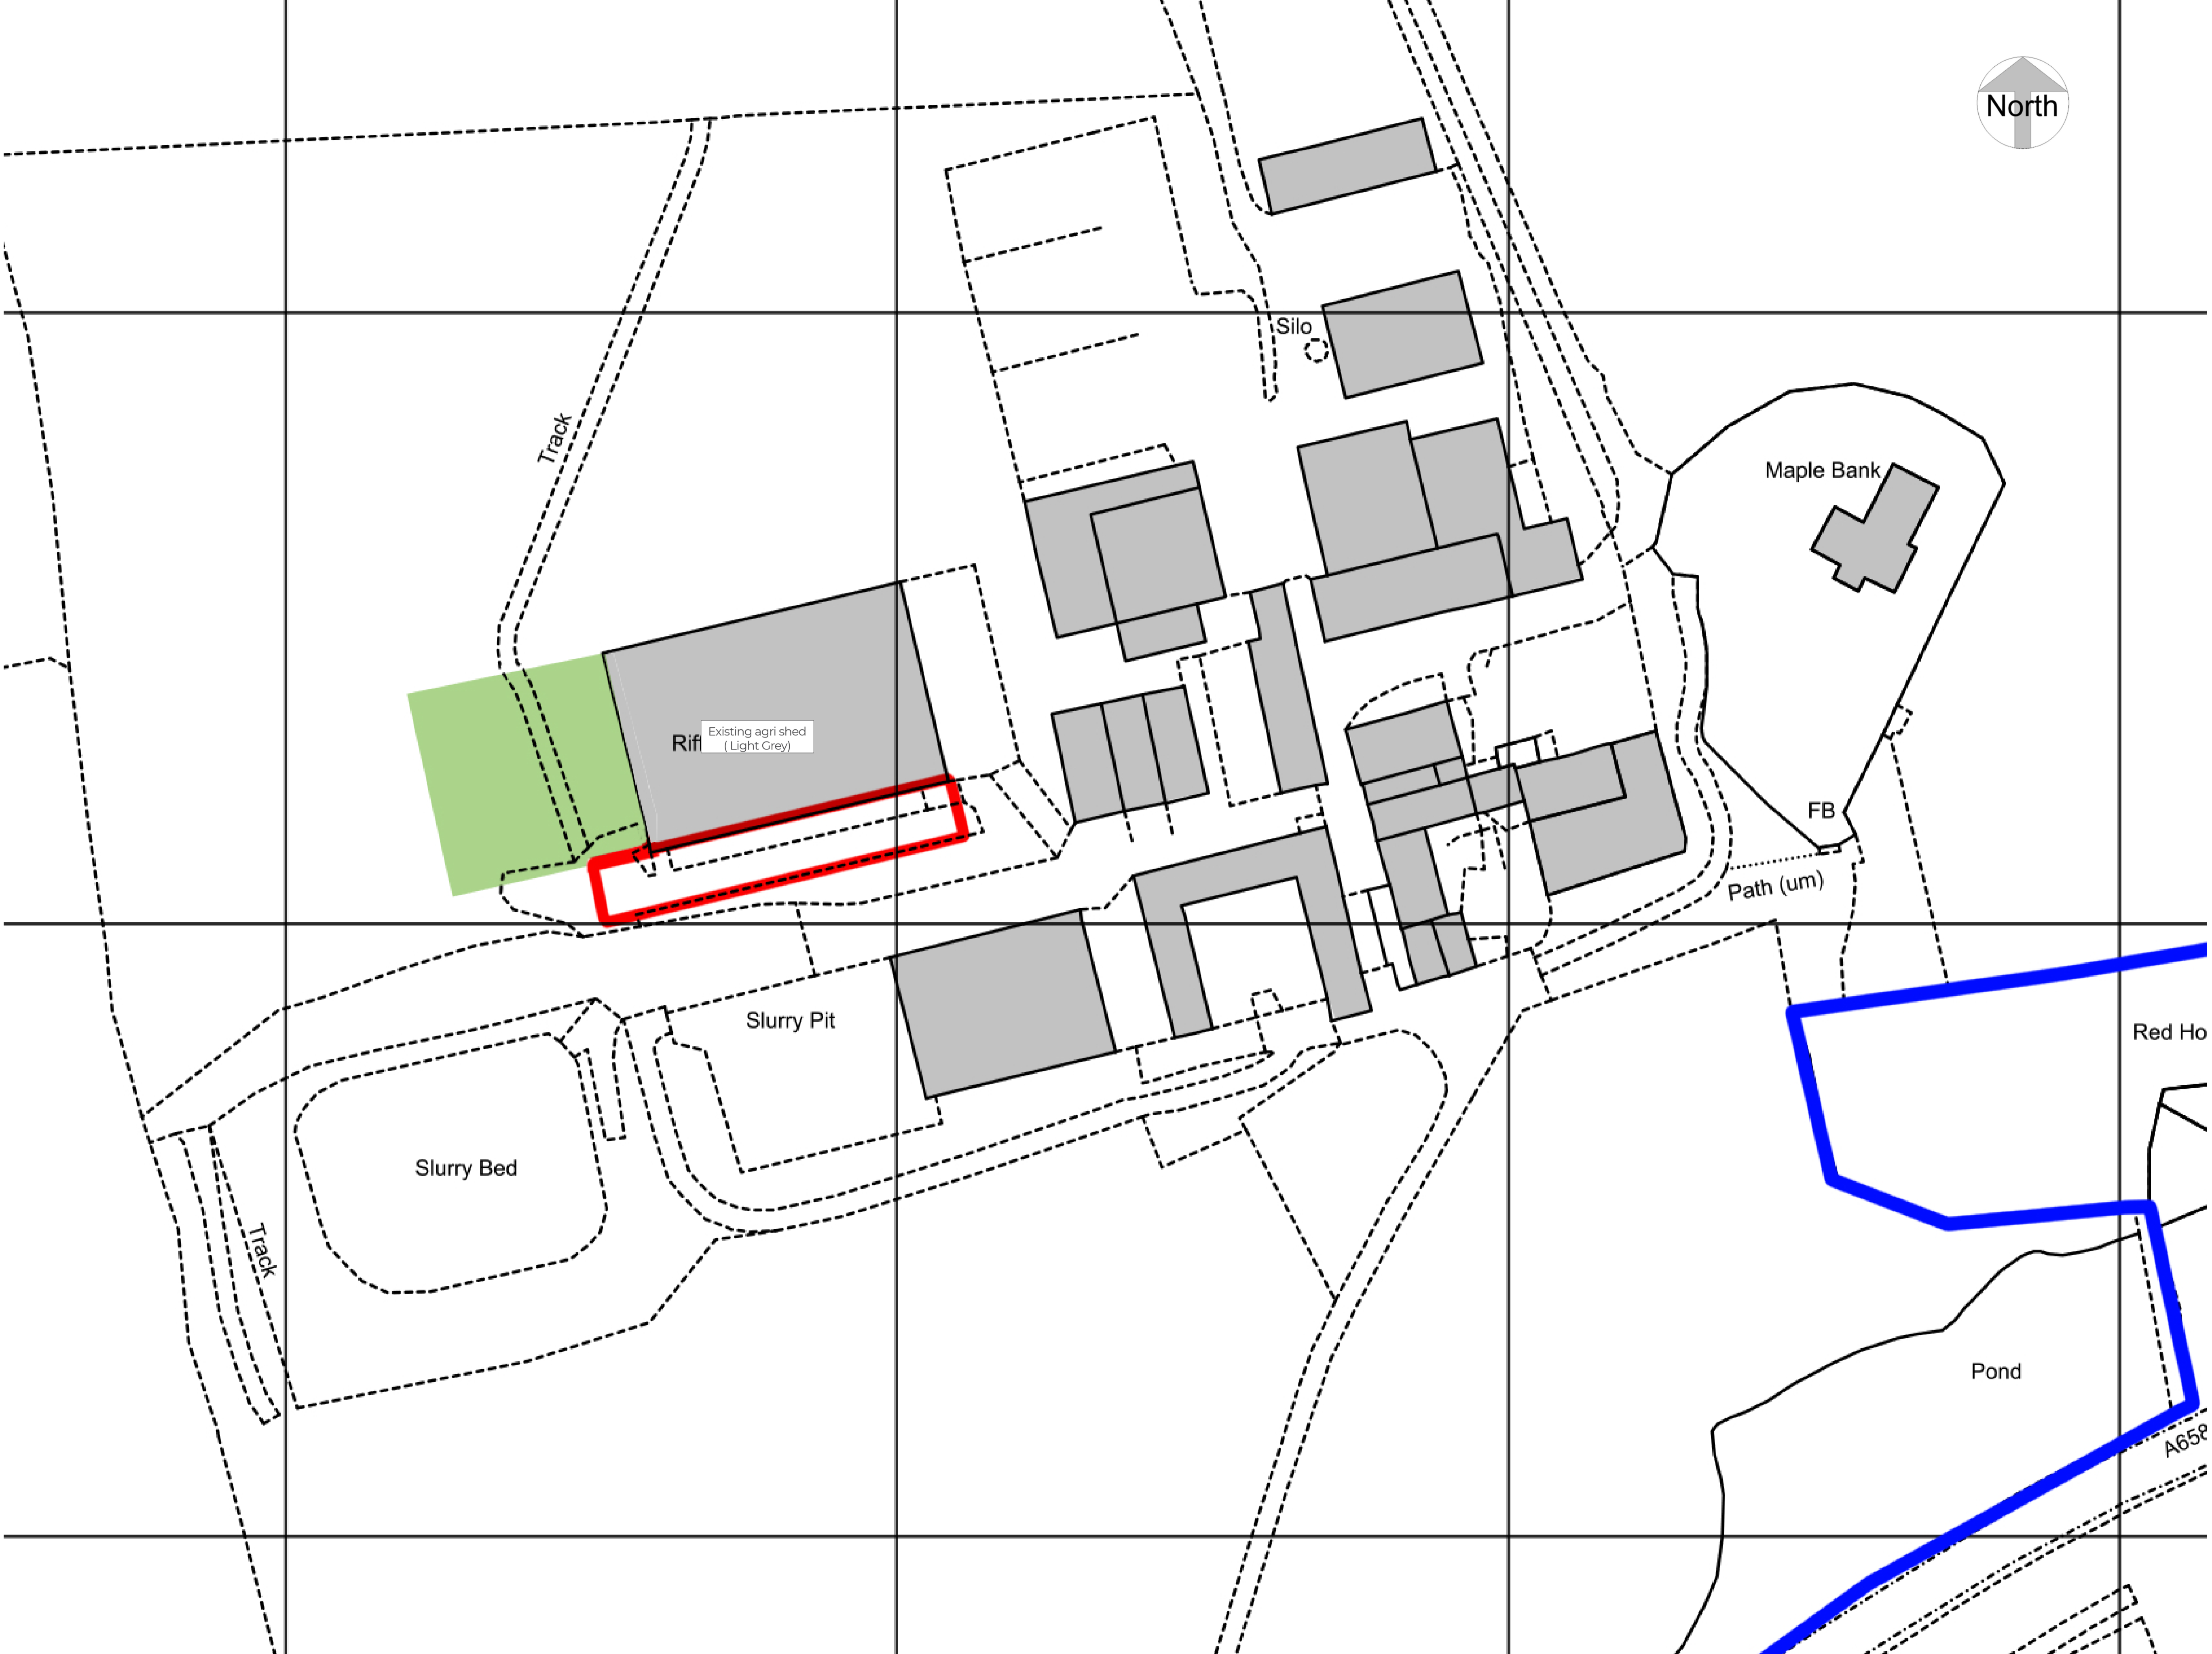 North
Silo
Track
Maple Bank
Existing agri shed
( Light Grey)
FB
Path (um)
Slurry Pit
Red Ho
Slurry Bed
Track
Pond
A658